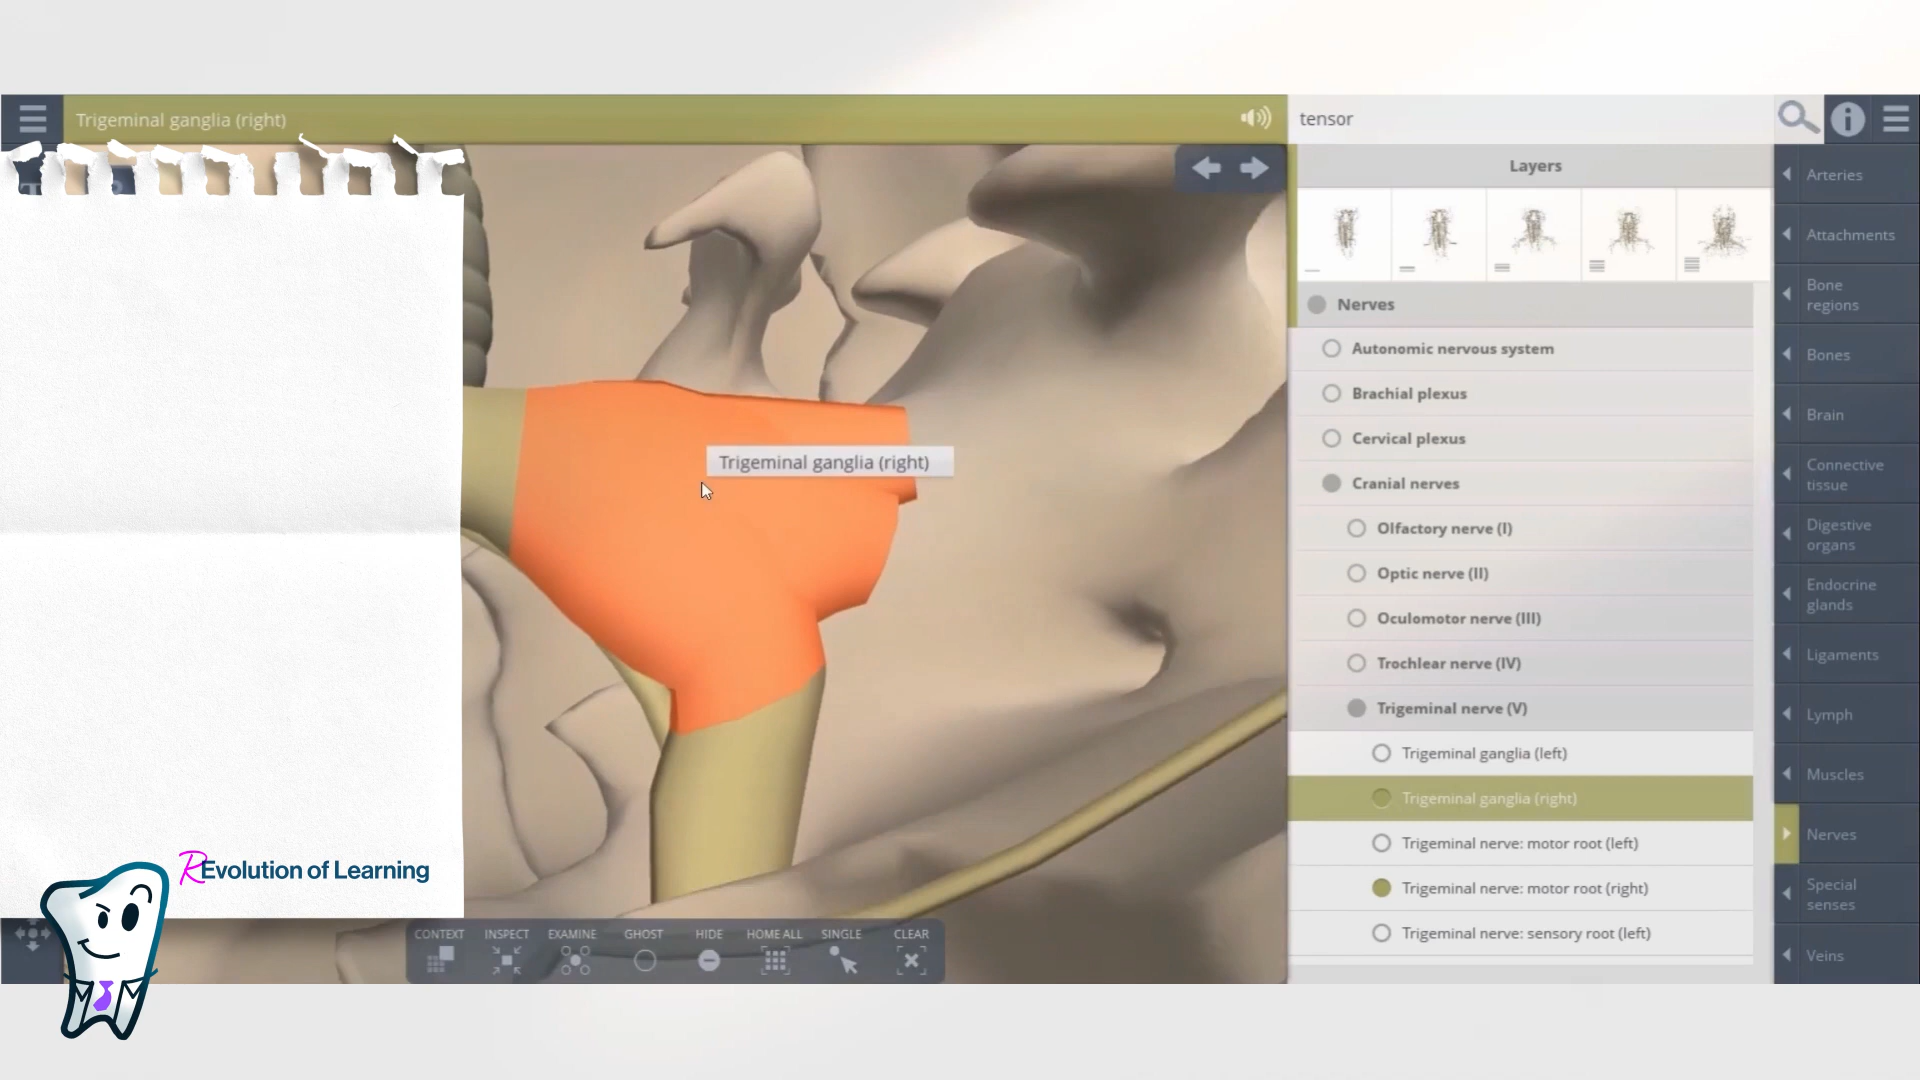 Trigeminal ganglia (right)
tensor
Layers
Trigeminal ganglia (right)
Nerves
Autonomic nervous system
Brachial plexus
Cervical plexus
Cranial nerves
Olfactory nerve (I)
Optic nerve (II)
Oculomotor nerve (III)
Trochlear nerve (IV)
Trigeminal nerve (V)
Trigeminal ganglia (left)
Trigeminal ganglia (right)
Trigeminal nerve: motor root (left)
Trigeminal nerve: motor root (right)
Trigeminal nerve: sensory root (left)
Arteries
Attachments
Bone
regions
Bones
Brain
Connective
tissue
Digestive
organs
Endocrine
glands
Ligaments
Lymph
Muscles
Nerves
Special
senses
Veins
REvolution of Learning
CONTEXT
INSPECT
EXAMINE
GHOST
HIDE
HOME ALL
SINGLE
CLEAR